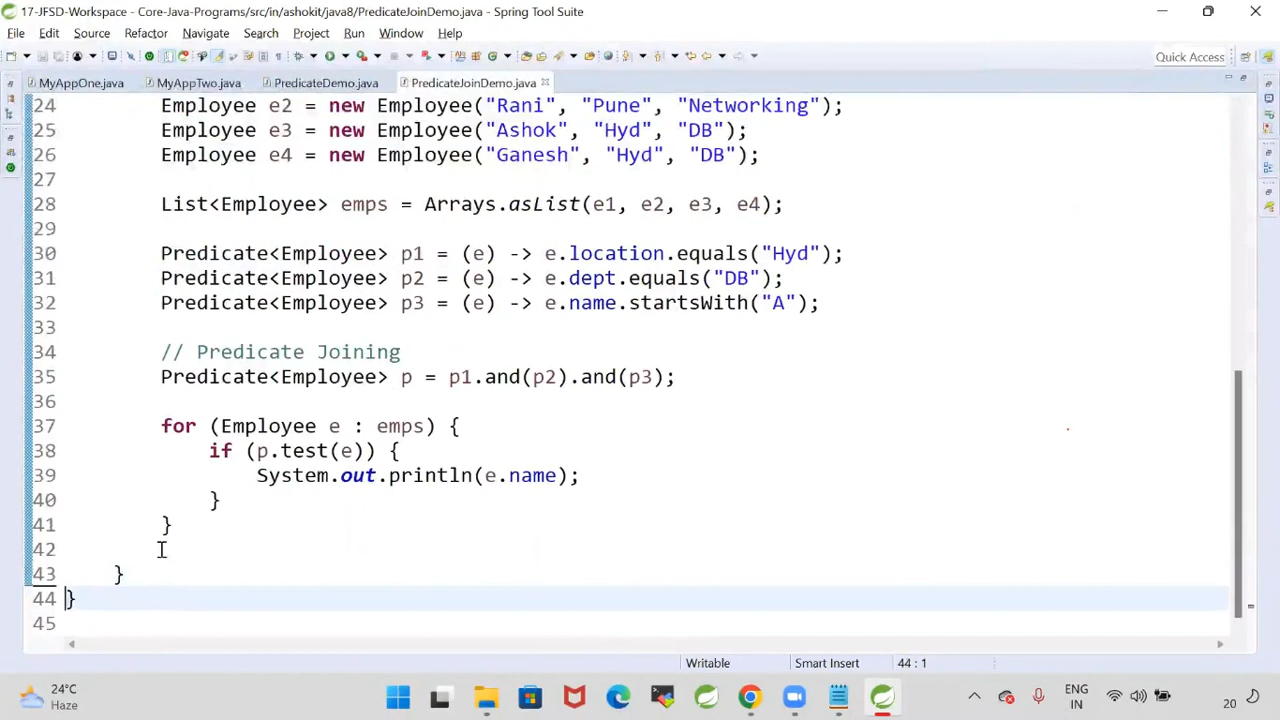 17-JFSD-Workspace - Core-Java-Programs/src/in/ashokit/java8/PredicateJoinDemo.java - Spring Tool Suite
File Edit Source Refactor Navigate Search Project Run Window Help
Quick Access
MyAppOne.java MyAppTwo.java PredicateDemo.java PredicateJoinDemo.java
24 Employee e2 = new Employee("Rani", "Pune", "Networking");
25 Employee e3 = new Employee("Ashok", "Hyd", "DB");
26 Employee e4 = new Employee("Ganesh", "Hyd", "DB");
27
28 List<Employee> emps = Arrays.asList(e1, e2, e3, e4);
29
30 Predicate<Employee> p1 = (e) -> e.location.equals("Hyd");
31 Predicate<Employee> p2 = (e) -> e.dept.equals("DB");
32 Predicate<Employee> p3 = (e) -> e.name.startsWith("A");
33
34 // Predicate Joining
35 Predicate<Employee> p = p1.and(p2).and(p3);
36
37 for (Employee e : emps) {
38 if (p.test(e)) {
39 System.out.println(e.name);
40 }
41 }
42
43 }
44 }
45
Writable Smart Insert 44 : 1
24°C
Haze
ENG
IN
20